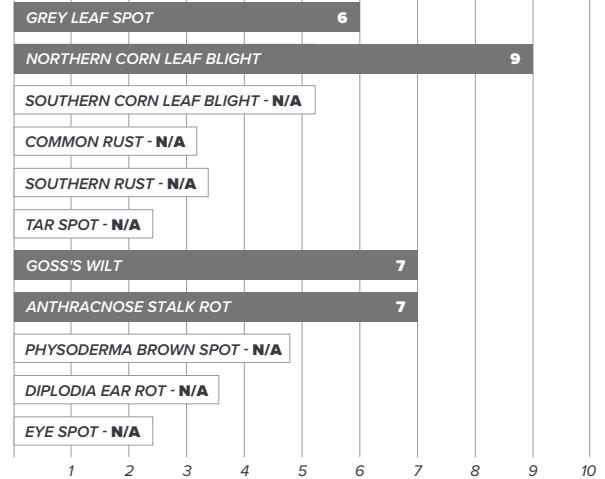 GREY LEAF SPOT 6
NORTHERN CORN LEAF BLIGHT 9
SOUTHERN CORN LEAF BLIGHT - N/A
COMMON RUST - N/A
SOUTHERN RUST - N/A
TAR SPOT - N/A
GOSS'S WILT 7
ANTHRACNOSE STALK ROT 7
PHYSODERMA BROWN SPOT - N/A
DIPLODIA EAR ROT - N/A
EYE SPOT - N/A
1 2 3 4 5 6 7 8 9 10